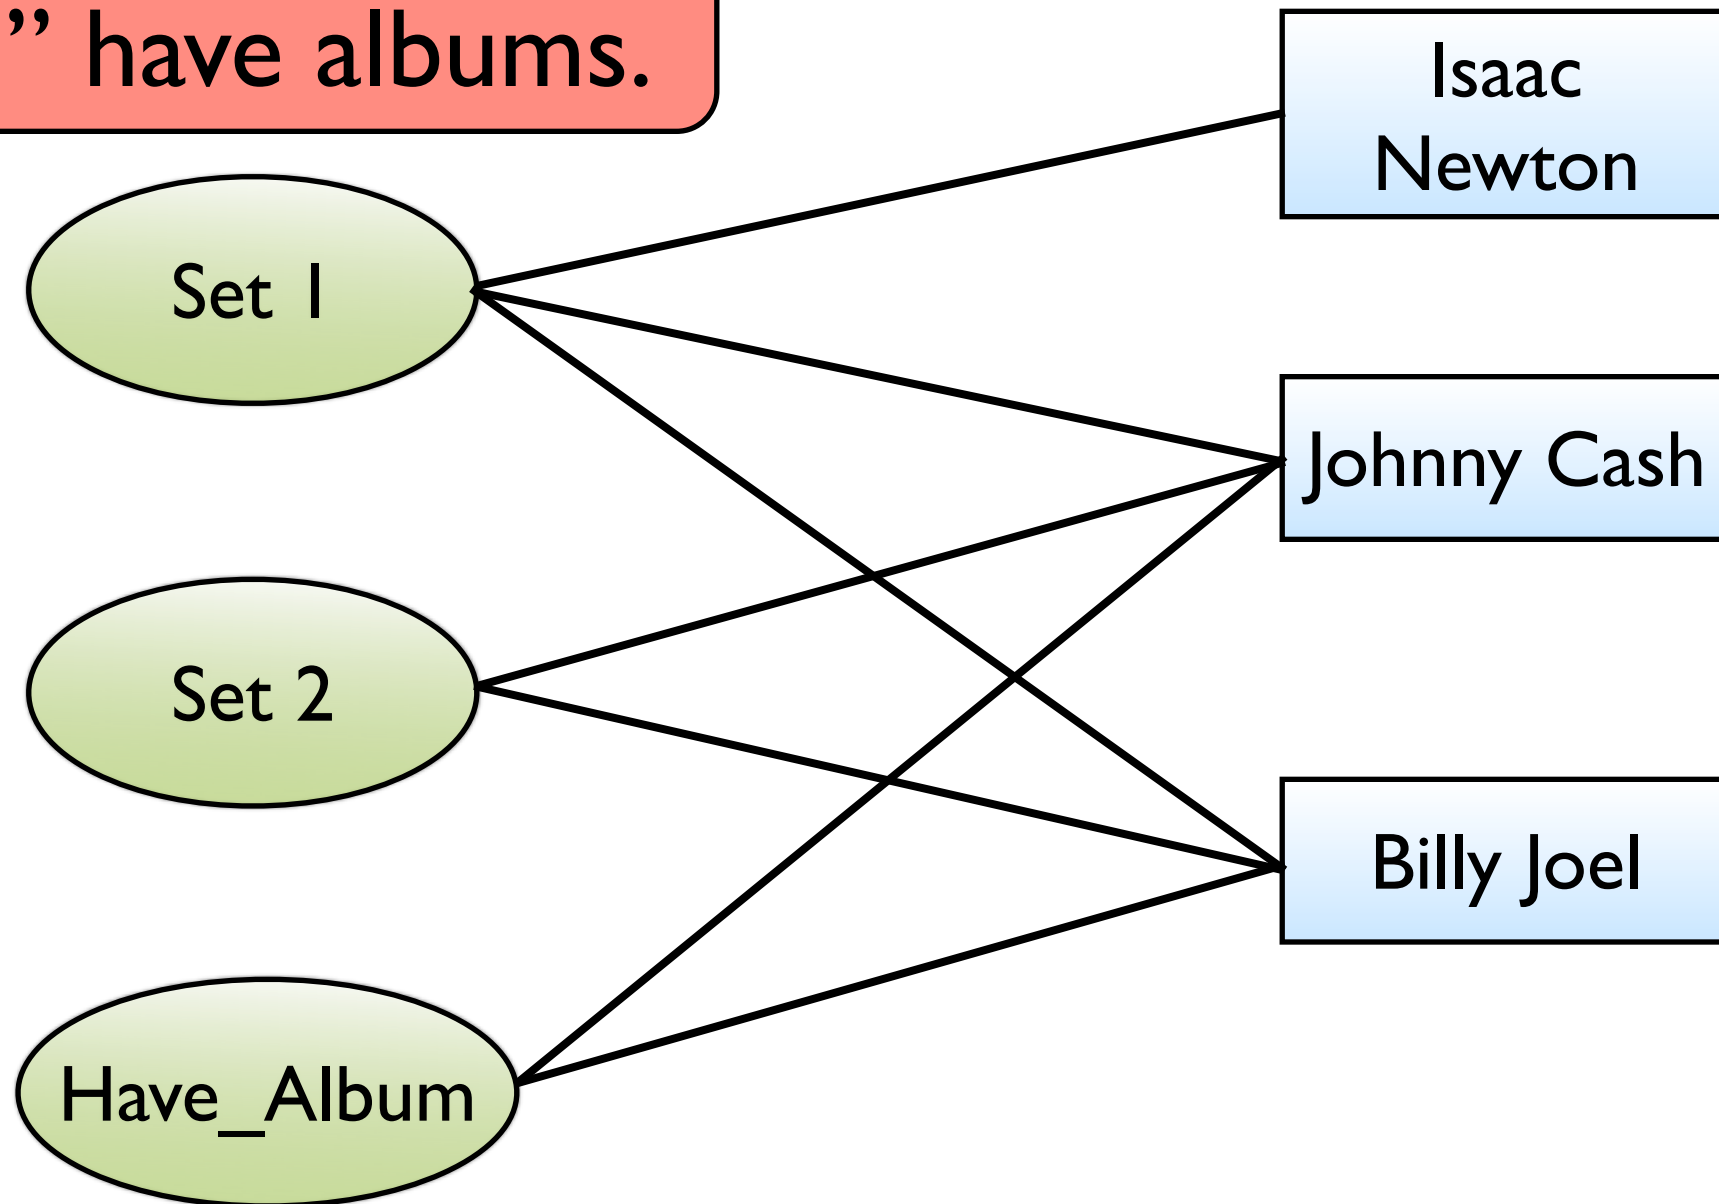 ” have albums.
Isaac
Newton
Set 1
Johnny Cash
Set 2
Billy Joel
Have_Album